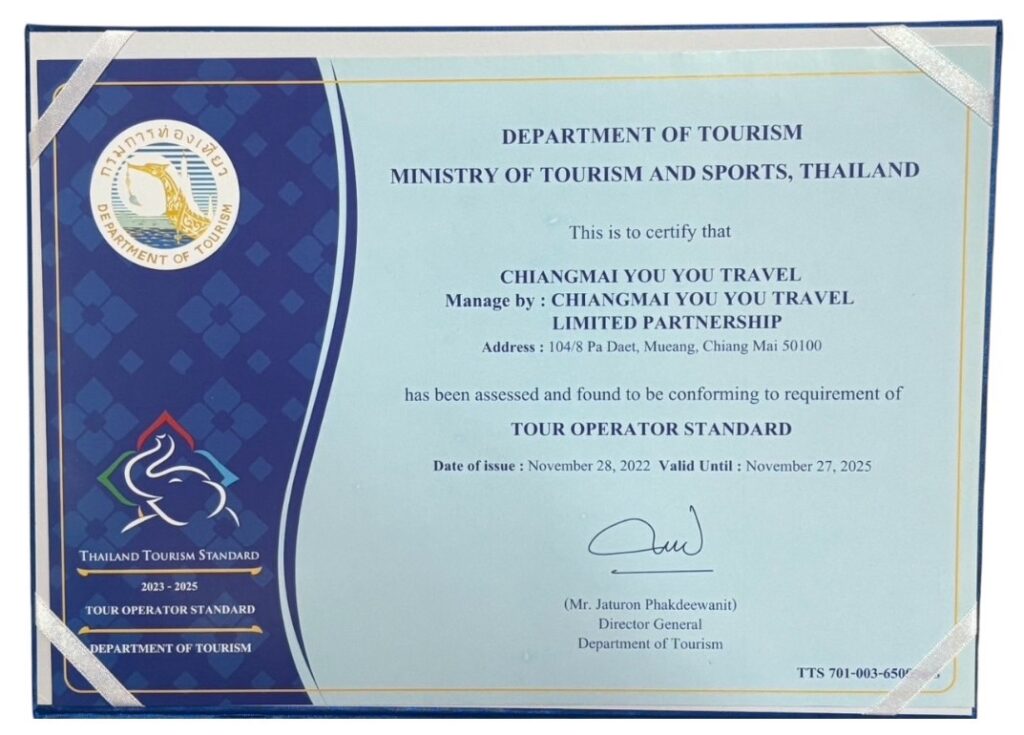 กรมการท่องเที่ยว
DEPARTMENT OF TOURISM
THAILAND TOURISM STANDARD
2023 - 2025
TOUR OPERATOR STANDARD
DEPARTMENT OF TOURISM
DEPARTMENT OF TOURISM
MINISTRY OF TOURISM AND SPORTS, THAILAND
This is to certify that
CHIANGMAI YOU YOU TRAVEL
Manage by : CHIANGMAI YOU YOU TRAVEL
LIMITED PARTNERSHIP
Address : 104/8 Pa Daet, Mueang, Chiang Mai 50100
has been assessed and found to be conforming to requirement of
TOUR OPERATOR STANDARD
Date of issue : November 28, 2022 Valid Until : November 27, 2025
(Mr. Jaturon Phakdeewanit)
Director General
Department of Tourism
TTS